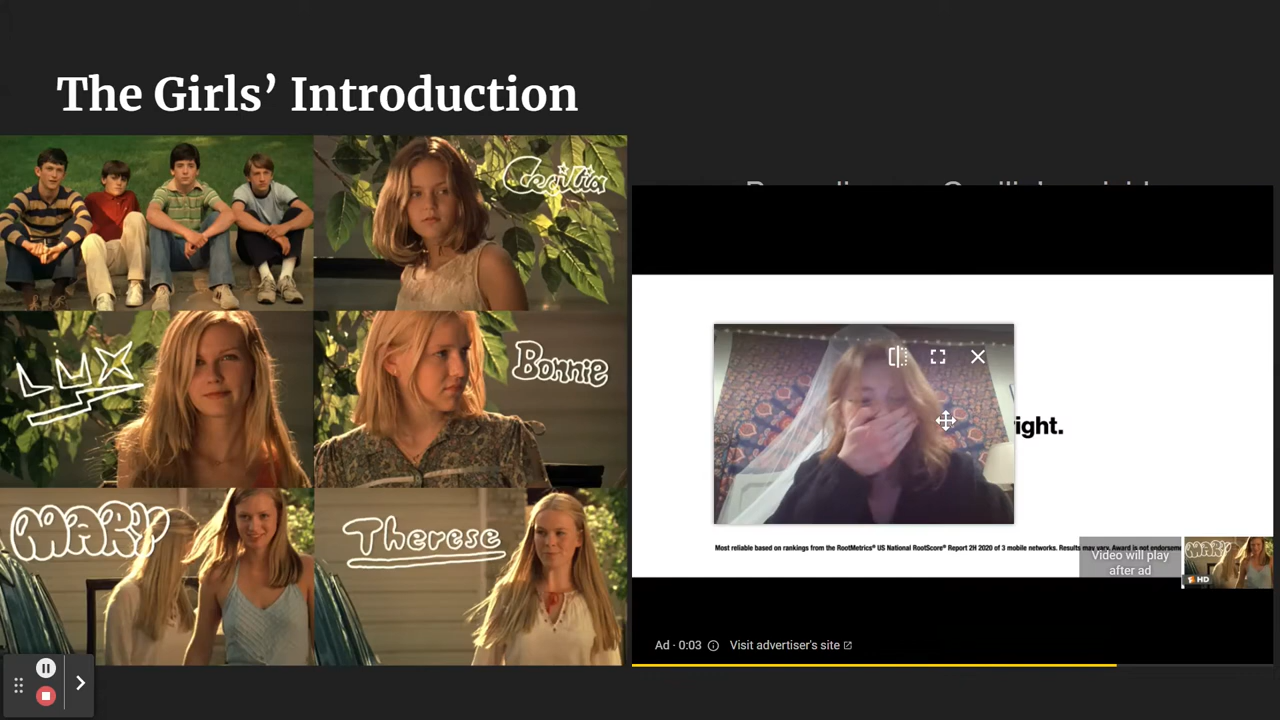 The Girls’ Introduction
Cecilia
Lux
Bonnie
MARY
Therese
ight.
Most reliable based on rankings from the RootMetrics® US National RootScore® Report 2H 2020 of 3 mobile networks. Results may vary. Award is not endorsem
Video will play
after ad
MARY
HD
Ad · 0:03
Visit advertiser's site